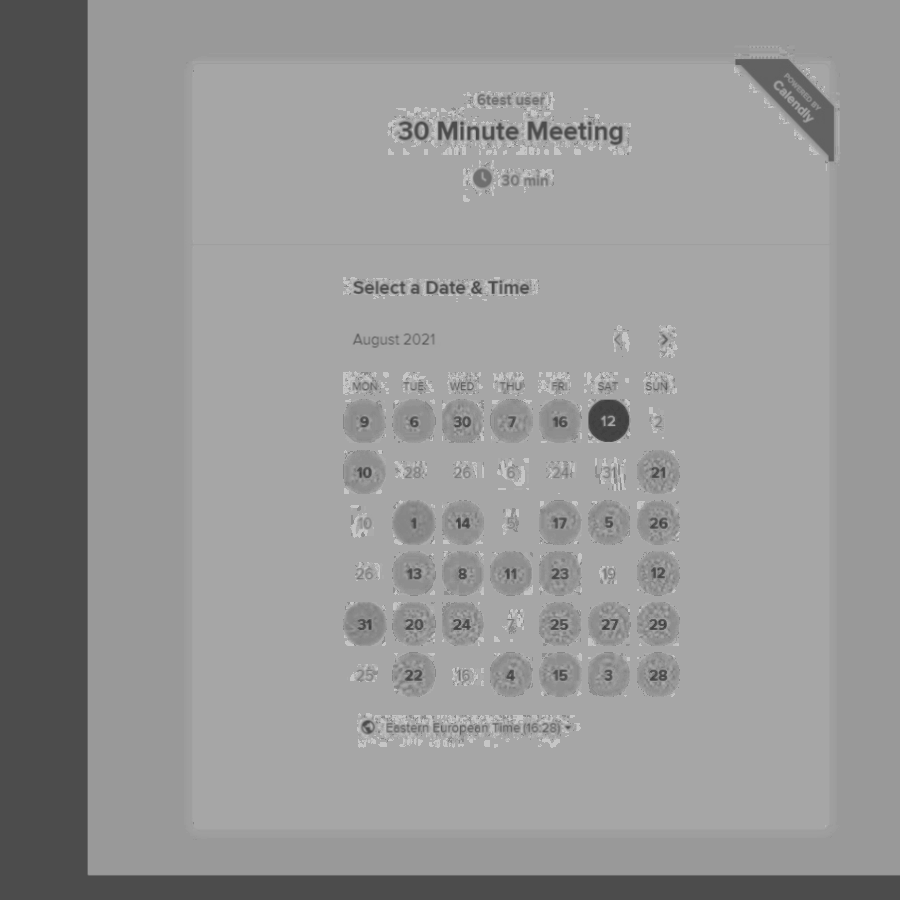 POWERED BY
Calendly
6test user
30 Minute Meeting
30 min
Select a Date & Time
August 2021
MON TUE WED THU FRI SAT SUN
9 6 30 7 16 12 2
10 28 26 6 24 31 21
10 1 14 17 5 26
26 13 8 11 23 19 12
31 20 24 25 27 29
25 22 16 4 15 3 28
Eastern European Time (16:28)